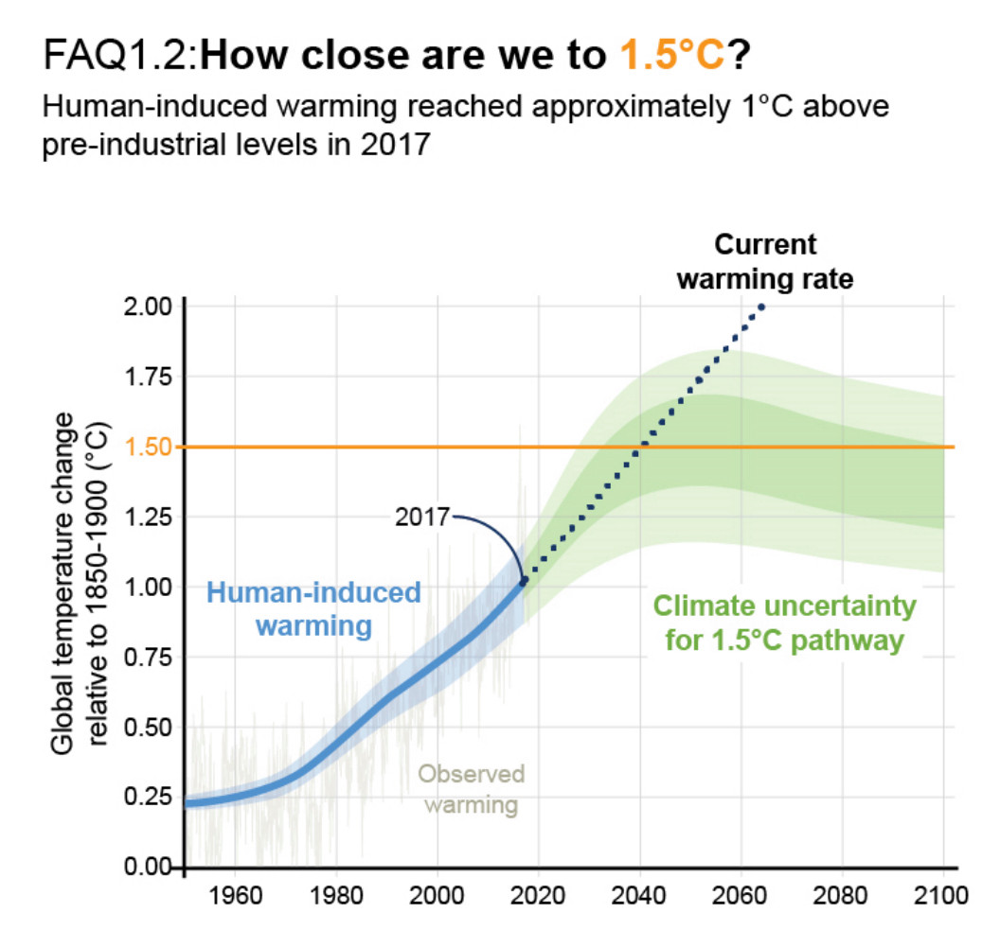 FAQ1.2:How close are we to 1.5°C?
Human-induced warming reached approximately 1°C above
pre-industrial levels in 2017
Current
warming rate
2.00
1.75
1.50
1.25
1.00
0.75
0.50
0.25
0.00
Global temperature change
relative to 1850-1900 (°C)
2017
Human-induced
warming
Climate uncertainty
for 1.5°C pathway
Observed
warming
1960
1980
2000
2020
2040
2060
2080
2100